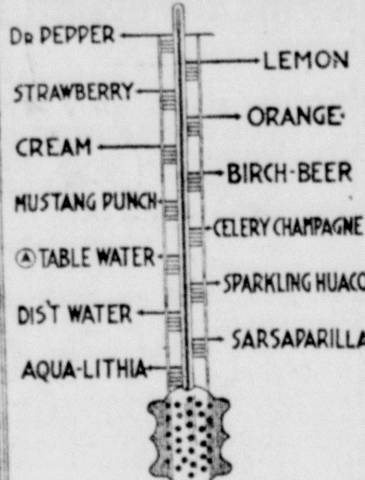 DR PEPPER
LEMON
STRAWBERRY
ORANGE
CREAM
BIRCH-BEER
MUSTANG PUNCH
CELERY CHAMPAGNE
Ⓐ TABLE WATER
SPARKLING HUACO
DIS'T WATER
SARSAPARILLA
AQUA-LITHIA